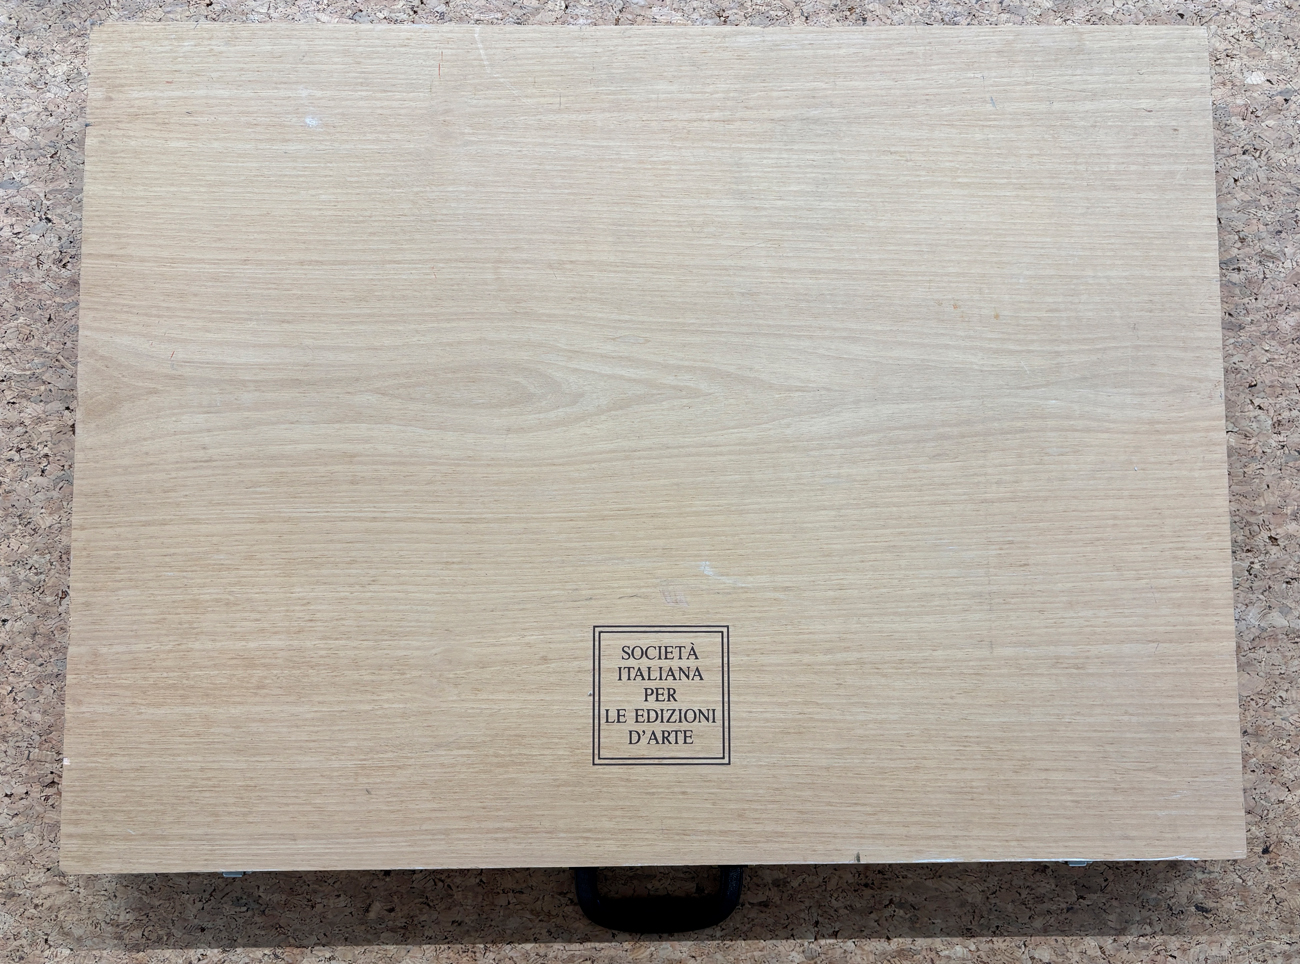 SOCIETÀ
ITALIANA
PER
LE EDIZIONI
D'ARTE